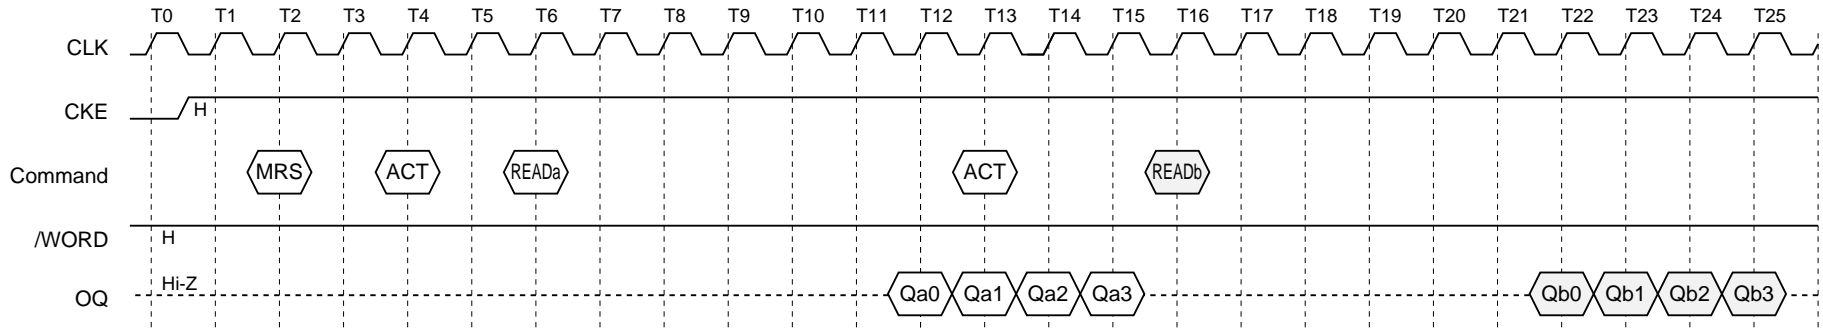 T0 T1 T2 T3 T4 T5 T6 T7 T8 T9 T10 T11 T12 T13 T14 T15 T16 T17 T18 T19 T20 T21 T22 T23 T24 T25
CLK
CKE H
Command MRS ACT READa ACT READb
/WORD H
OQ Hi-Z Qa0 Qa1 Qa2 Qa3 Qb0 Qb1 Qb2 Qb3